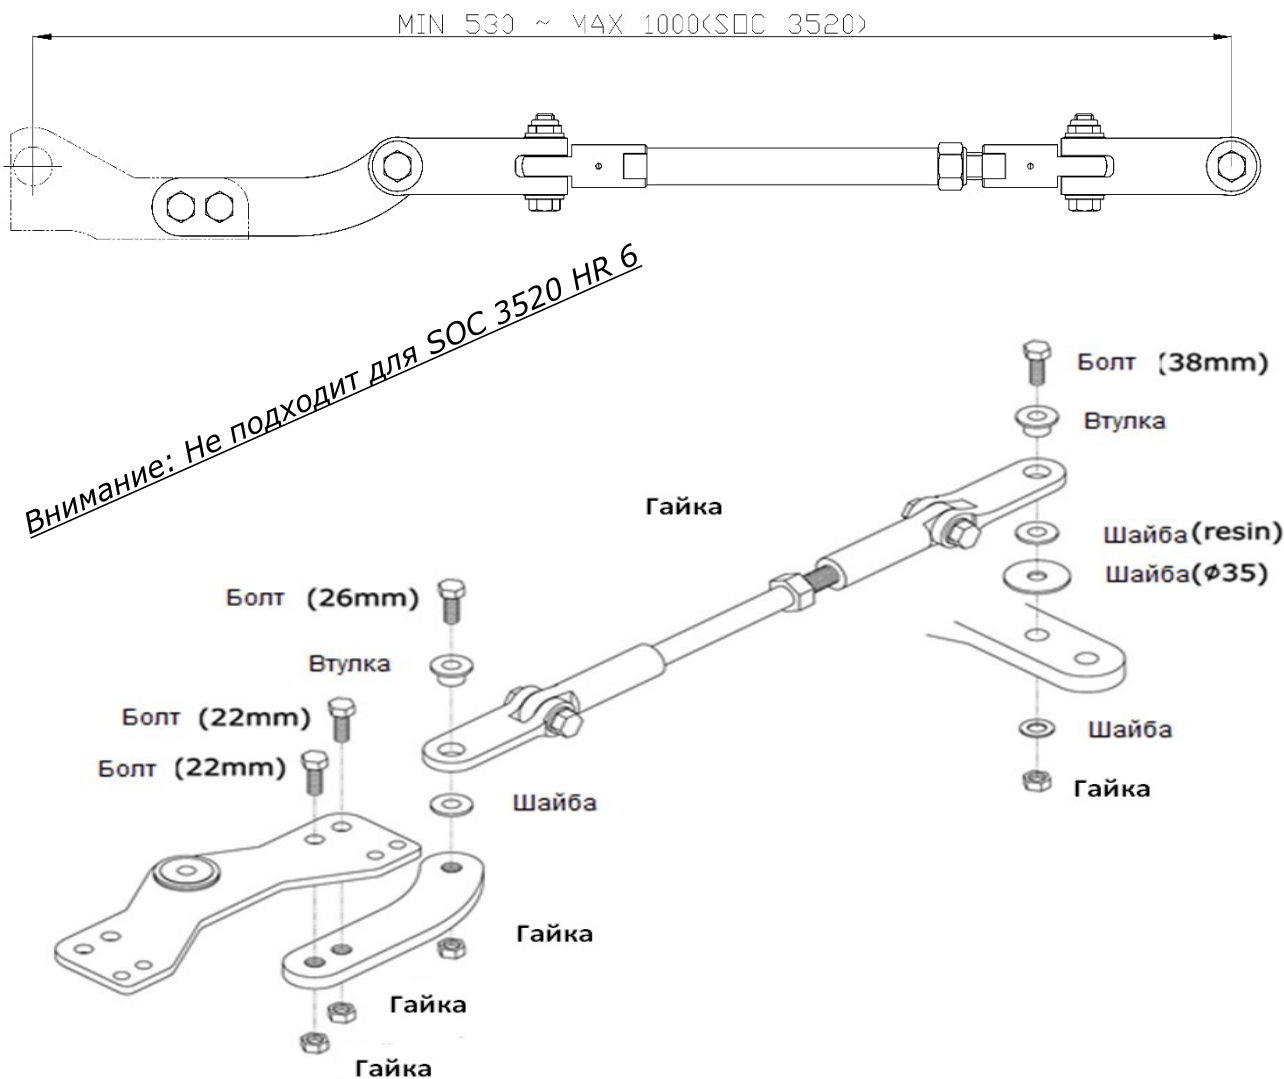 MIN 530 ~ MAX 1000(SOC 3520)
Внимание: Не подходит для SOC 3520 HR 6
Болт (38mm)
Втулка
Гайка
Шайба(resin)
Шайба(ø35)
Болт (26mm)
Втулка
Болт (22mm)
Шайба
Болт (22mm)
Гайка
Шайба
Гайка
Гайка
Гайка